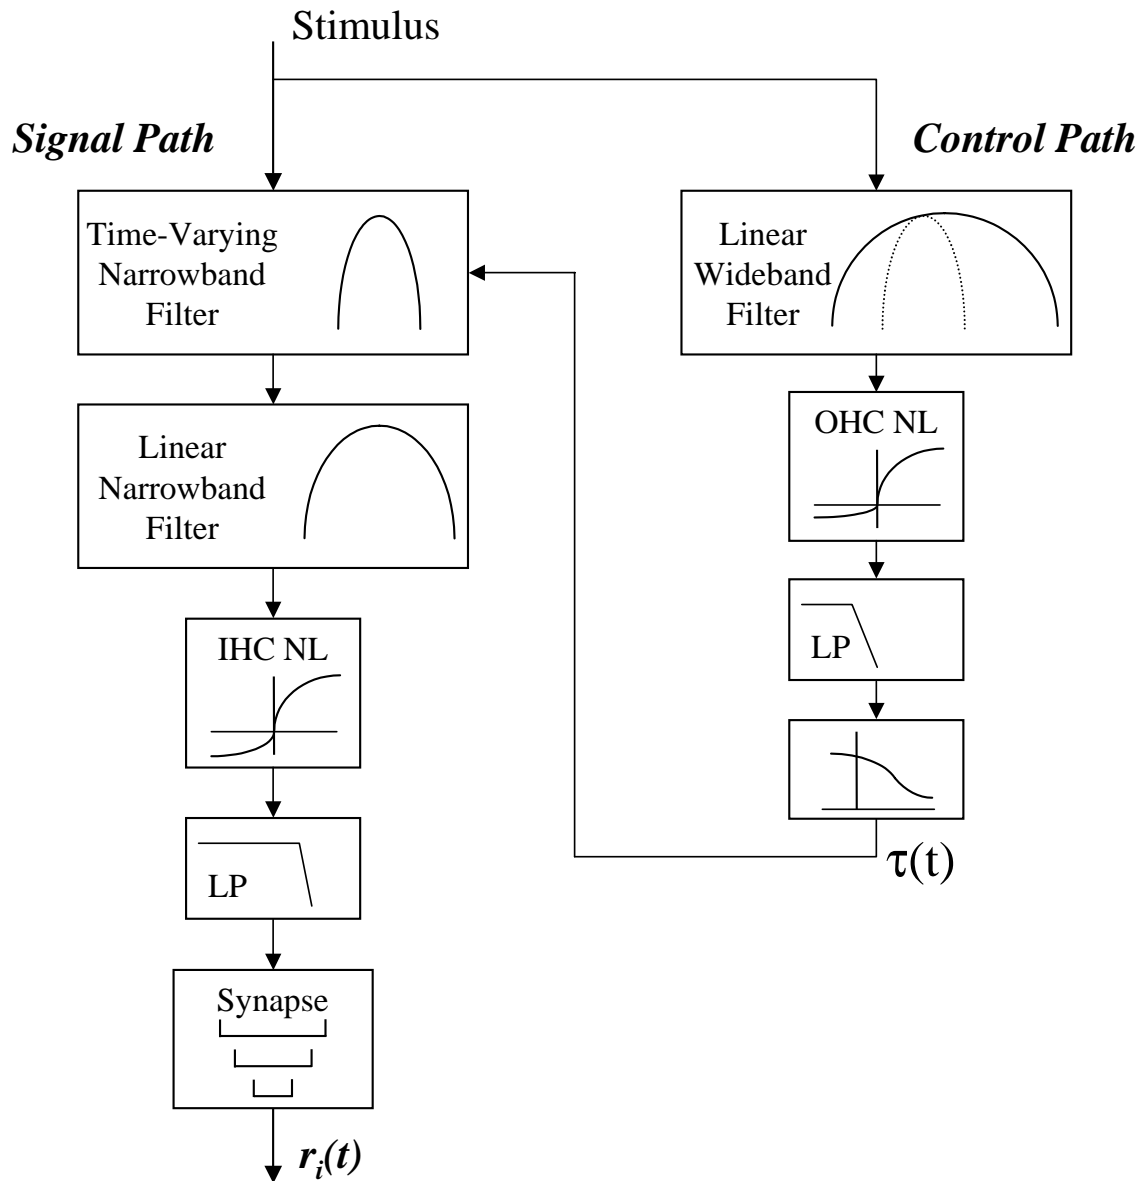 Stimulus
Signal Path
Control Path
Time-Varying
Narrowband
Filter
Linear
Wideband
Filter
Linear
Narrowband
Filter
OHC NL
LP
IHC NL
τ(t)
LP
Synapse
ri(t)